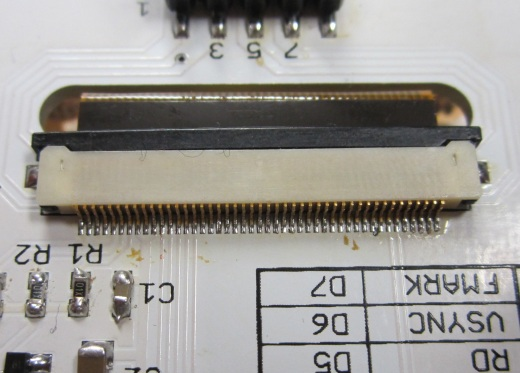 1 3 5 7
R2 R1
C1
D7 FMARK
D6 VSYNC
D5 RD